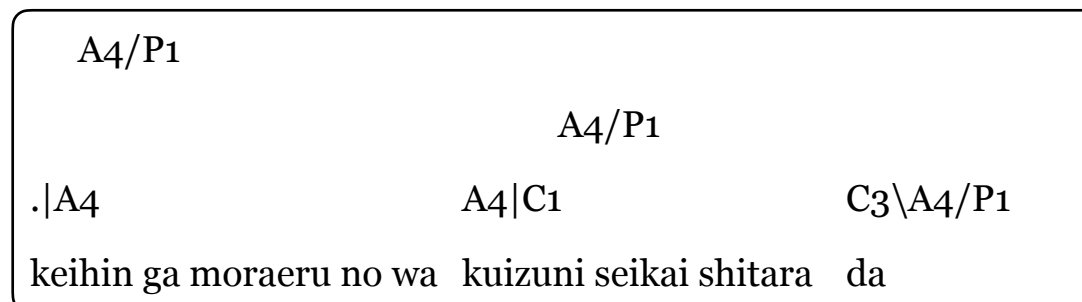 A4/P1
A4/P1
.|A4 A4|C1 C3\A4/P1
keihin ga moraeru no wa kuizuni seikai shitara da